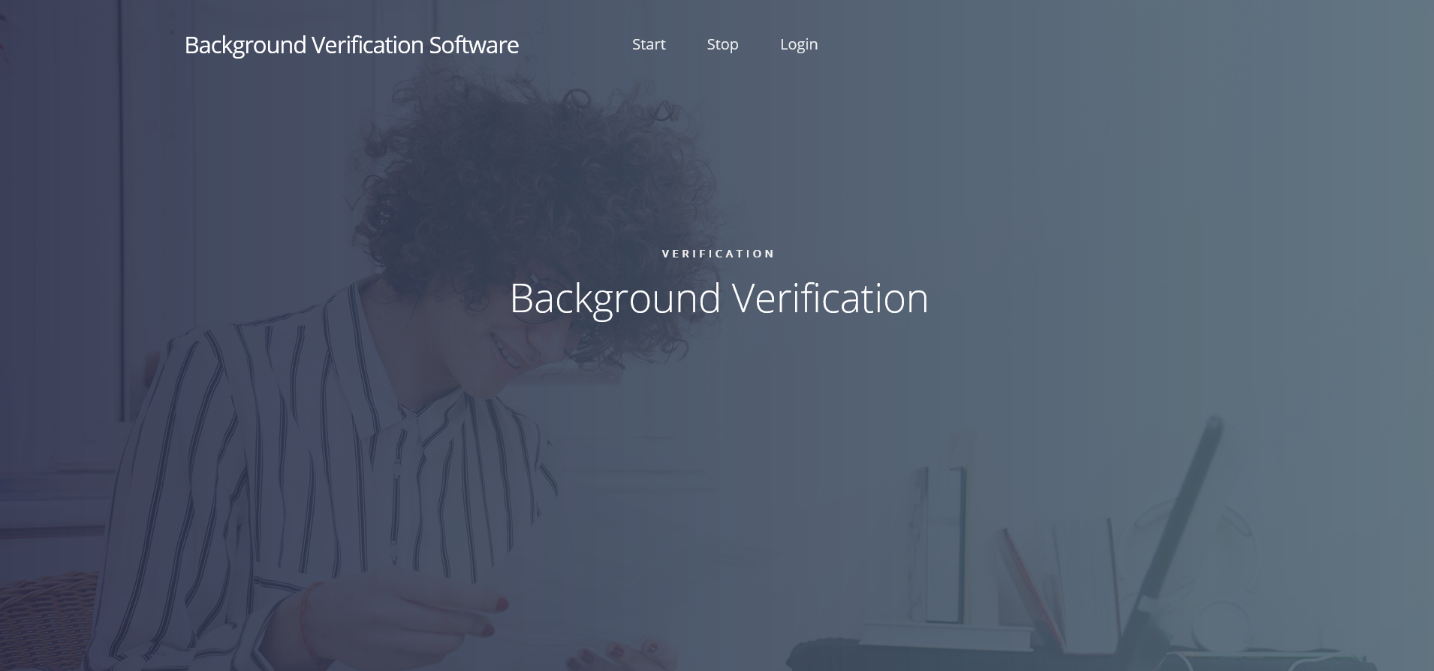 Background Verification Software
Start Stop Login
VERIFICATION
Background Verification